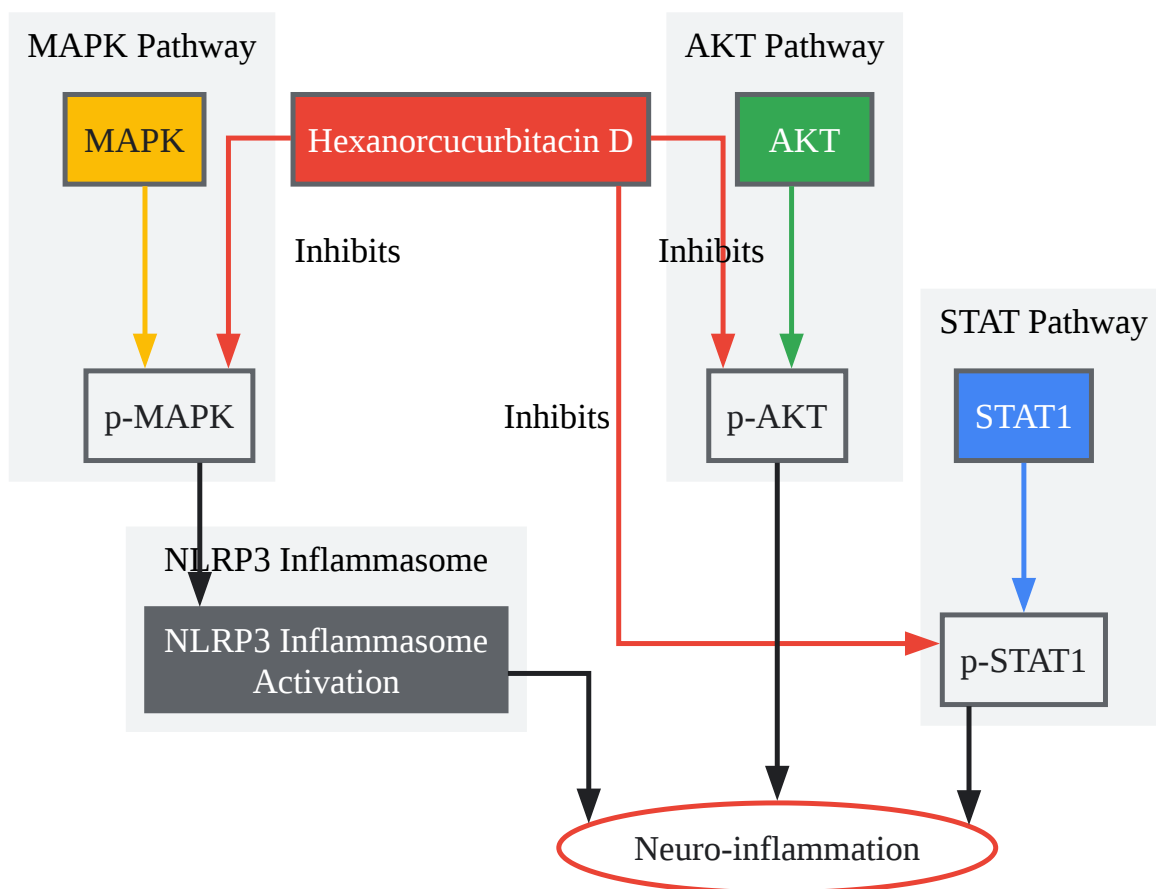 MAPK Pathway
AKT Pathway
MAPK
Hexanorcucurbitacin D
AKT
Inhibits
Inhibits
STAT Pathway
p-MAPK
Inhibits
p-AKT
STAT1
NLRP3 Inflammasome
NLRP3 Inflammasome
Activation
p-STAT1
Neuro-inflammation